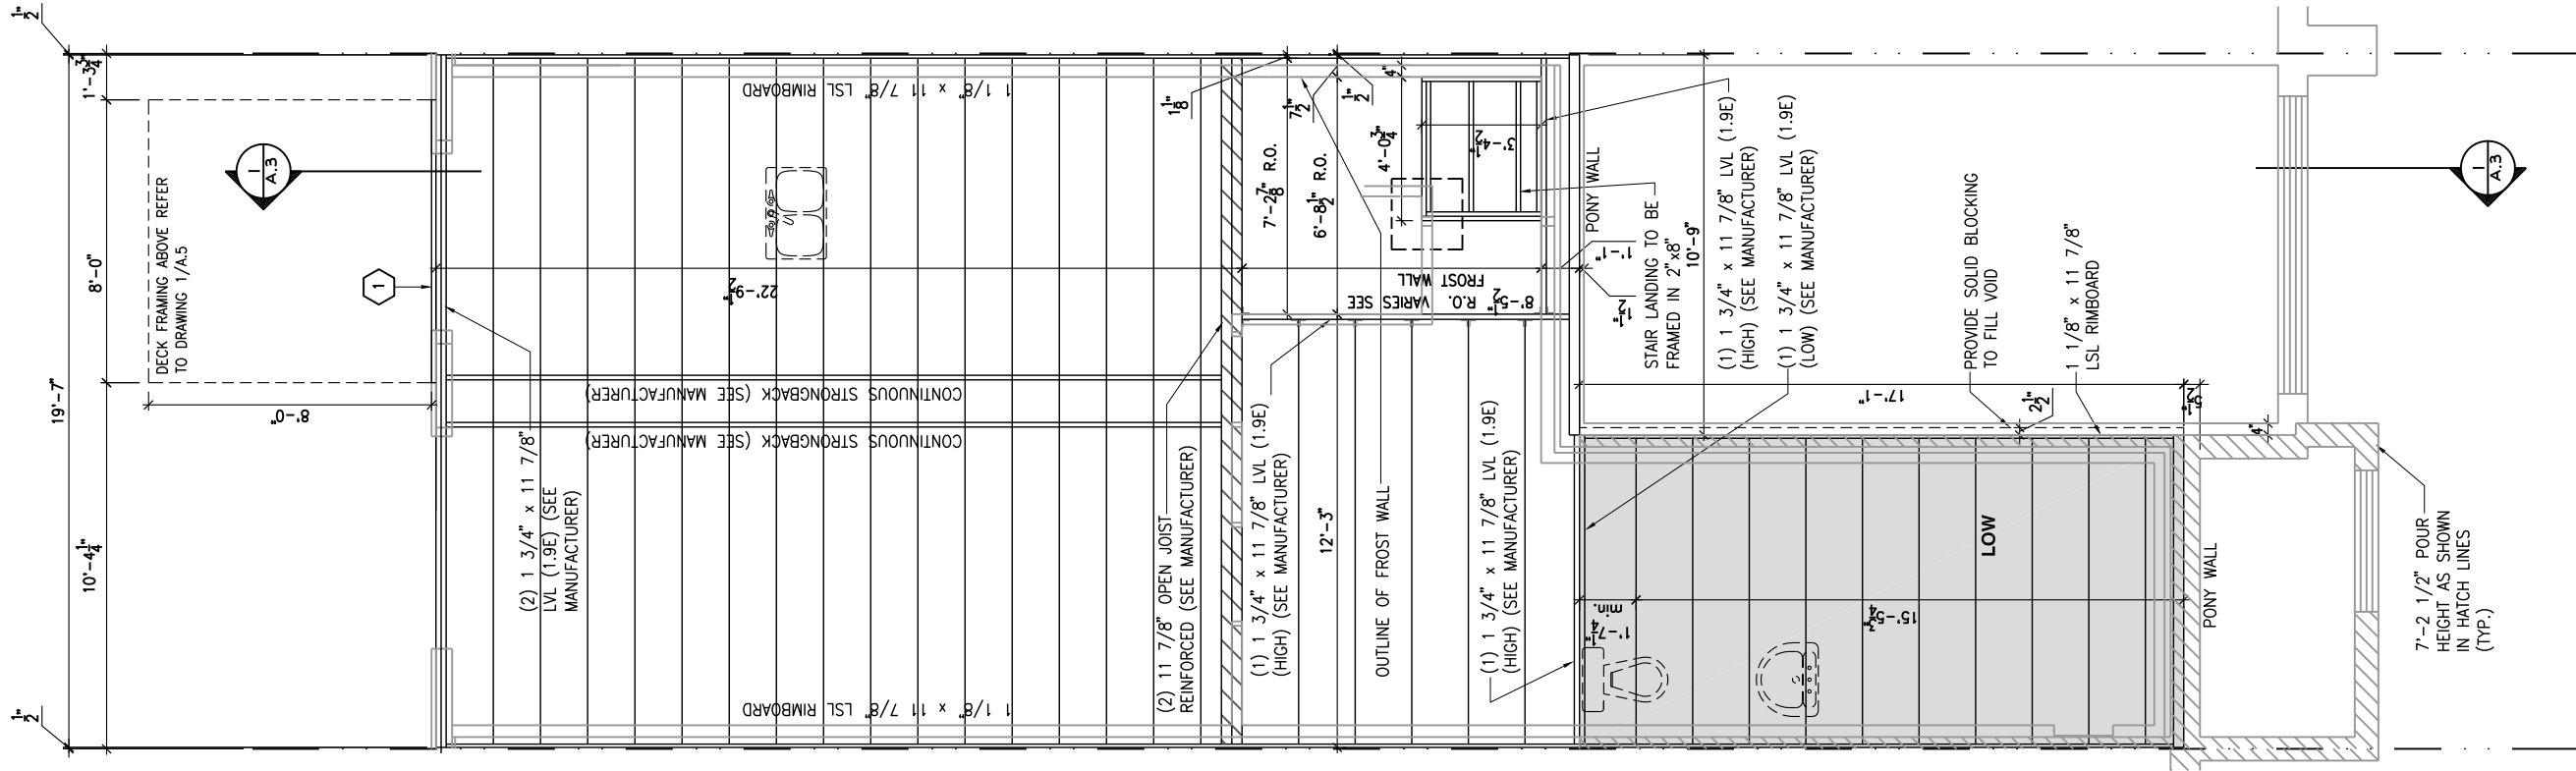 1/2"
19'-7"
1/2"
1'-3 3/4"
8'-0"
10'-4 1/4"
DECK FRAMING ABOVE REFER
TO DRAWING 1/A.5
8'-0"
1
A.3
1
1 1/8" x 11 7/8" LSL RIMBOARD
22'-9 1/2"
CONTINUOUS STRONGBACK (SEE MANUFACTURER)
CONTINUOUS STRONGBACK (SEE MANUFACTURER)
(2) 1 3/4" x 11 7/8"
LVL (1.9E) (SEE
MANUFACTURER)
1 1/8" x 11 7/8" LSL RIMBOARD
(2) 11 7/8" OPEN JOIST
REINFORCED (SEE MANUFACTURER)
1 1/8"
7 1/2"
1/2"
4"
7'-2 7/8" R.O.
6'-8 1/2" R.O.
4'-0 3/4"
3'-4 1/2"
8'-5 1/2" R.O. VARIES SEE
FROST WALL
(1) 1 3/4" x 11 7/8" LVL (1.9E)
(HIGH) (SEE MANUFACTURER)
12'-3"
OUTLINE OF FROST WALL
(1) 1 3/4" x 11 7/8" LVL (1.9E)
(HIGH) (SEE MANUFACTURER)
PONY WALL
1'-1"
1 1/2"
STAIR LANDING TO BE
FRAMED IN 2"x8"
10'-9"
(1) 1 3/4" x 11 7/8" LVL (1.9E)
(HIGH) (SEE MANUFACTURER)
(1) 1 3/4" x 11 7/8" LVL (1.9E)
(LOW) (SEE MANUFACTURER)
PPROVIDE SOLID BLOCKING
TO FILL VOID
1 1/8" x 11 7/8"
LSL RIMBOARD
17'-1"
2 1/2"
5 1/2"
4"
1'-7 1/4"
min.
15'-5 3/4"
LOW
PONY WALL
7'-2 1/2" POUR
HEIGHT AS SHOWN
IN HATCH LINES
(TYP.)
1
A.3